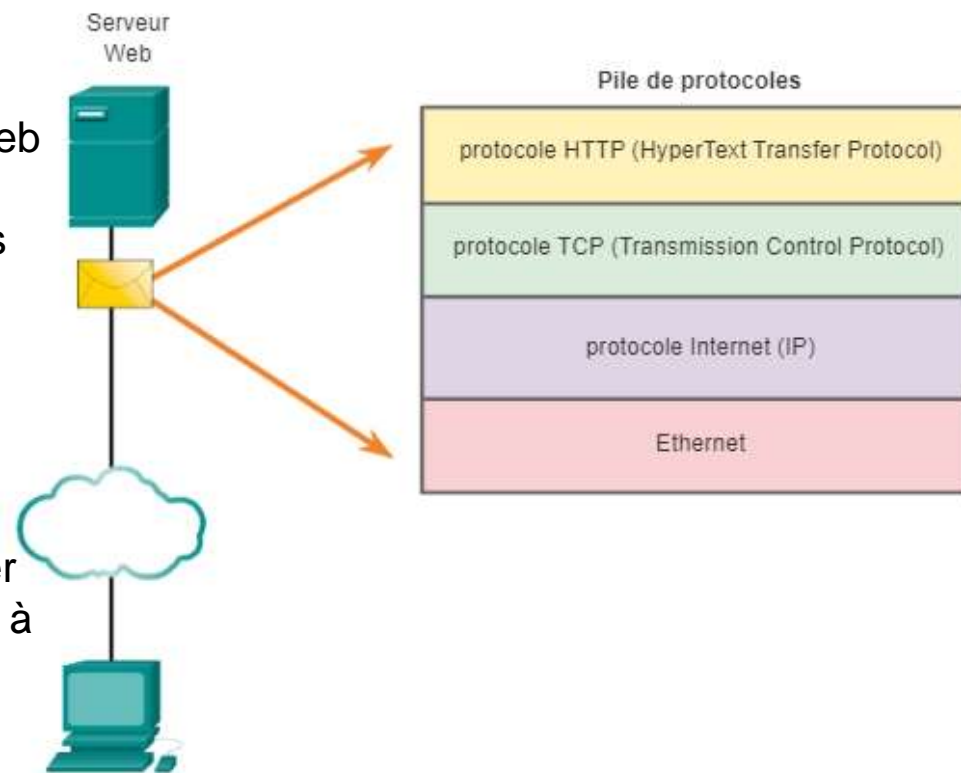 Serveur
Web
eb
s
er
à
Pile de protocoles
protocole HTTP (HyperText Transfer Protocol)
protocole TCP (Transmission Control Protocol)
protocole Internet (IP)
Ethernet